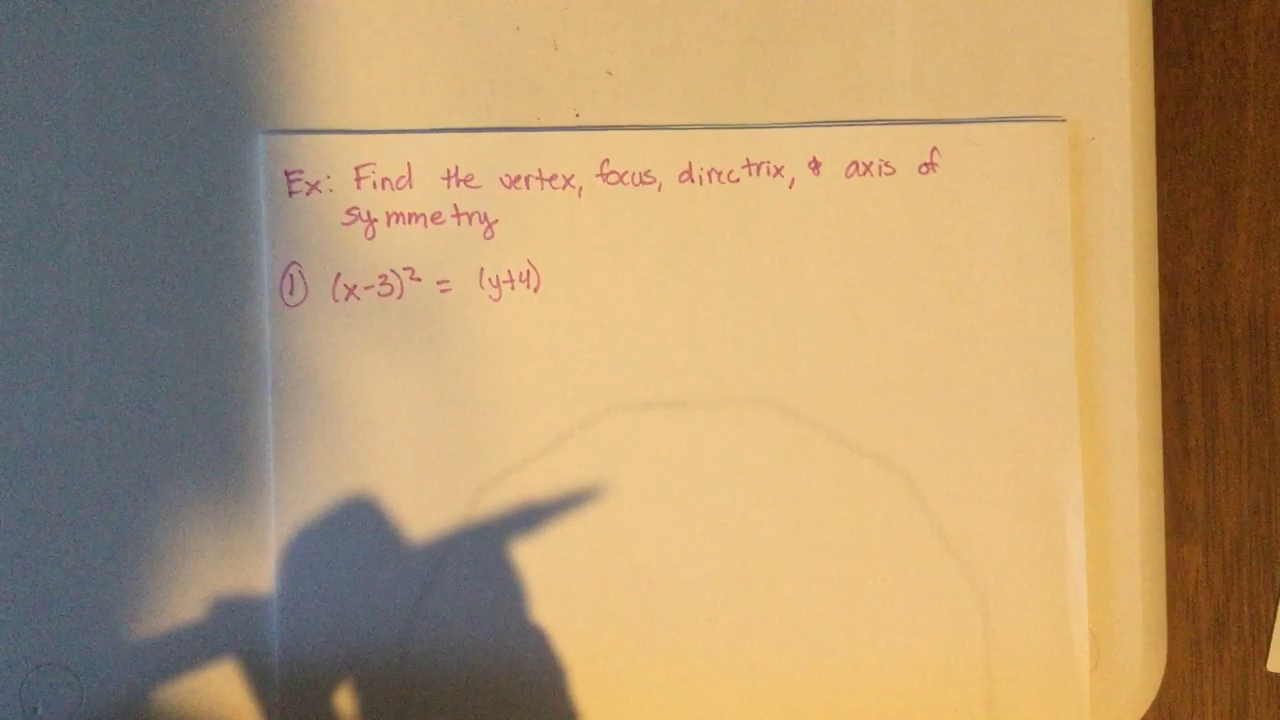 Ex: Find the vertex, focus, directrix, & axis of
symmetry
① (x-3)² = (y+4)